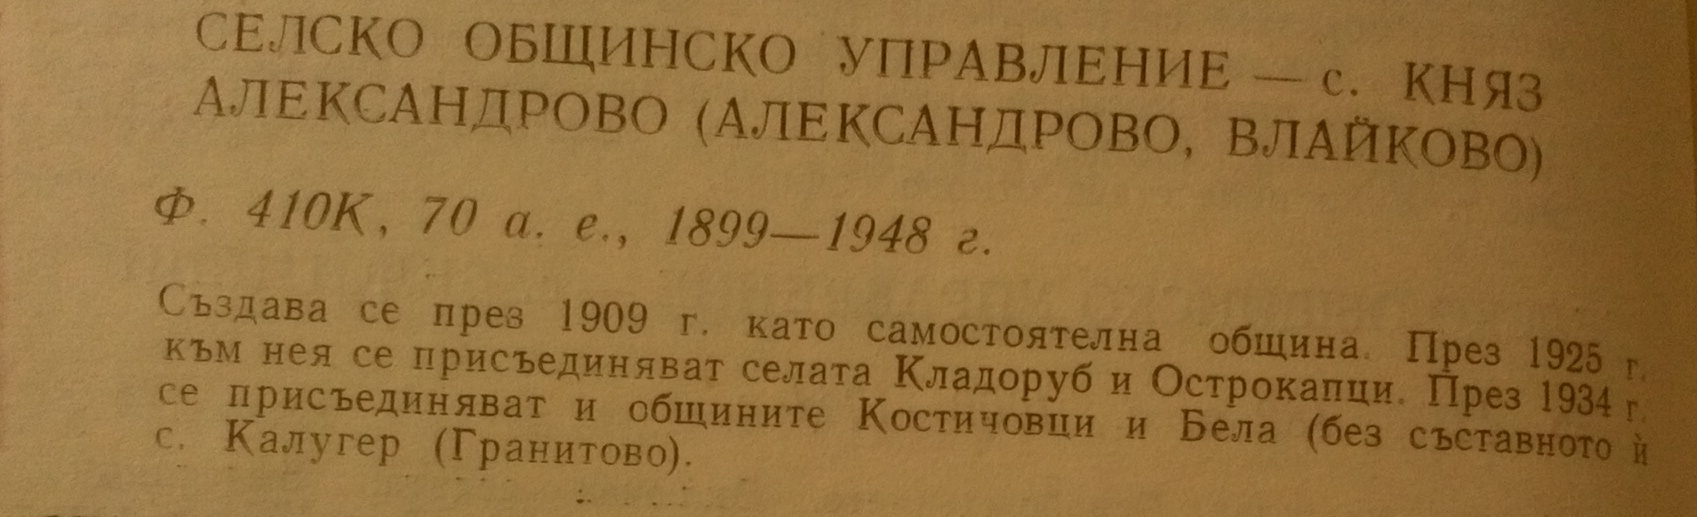 СЕЛСКО ОБЩИНСКО УПРАВЛЕНИЕ — с. КНЯЗ
АЛЕКСАНДРОВО (АЛЕКСАНДРОВО, ВЛАЙКОВО)
Ф. 410К, 70 а. е., 1899—1948 г.
Създава се през 1909 г. като самостоятелна община. През 1925 г.
към нея се присъединяват селата Кладоруб и Острокапци. През 1934 г.
се присъединяват и общините Костичовци и Бела (без съставното ѝ
с. Калугер (Гранитово).